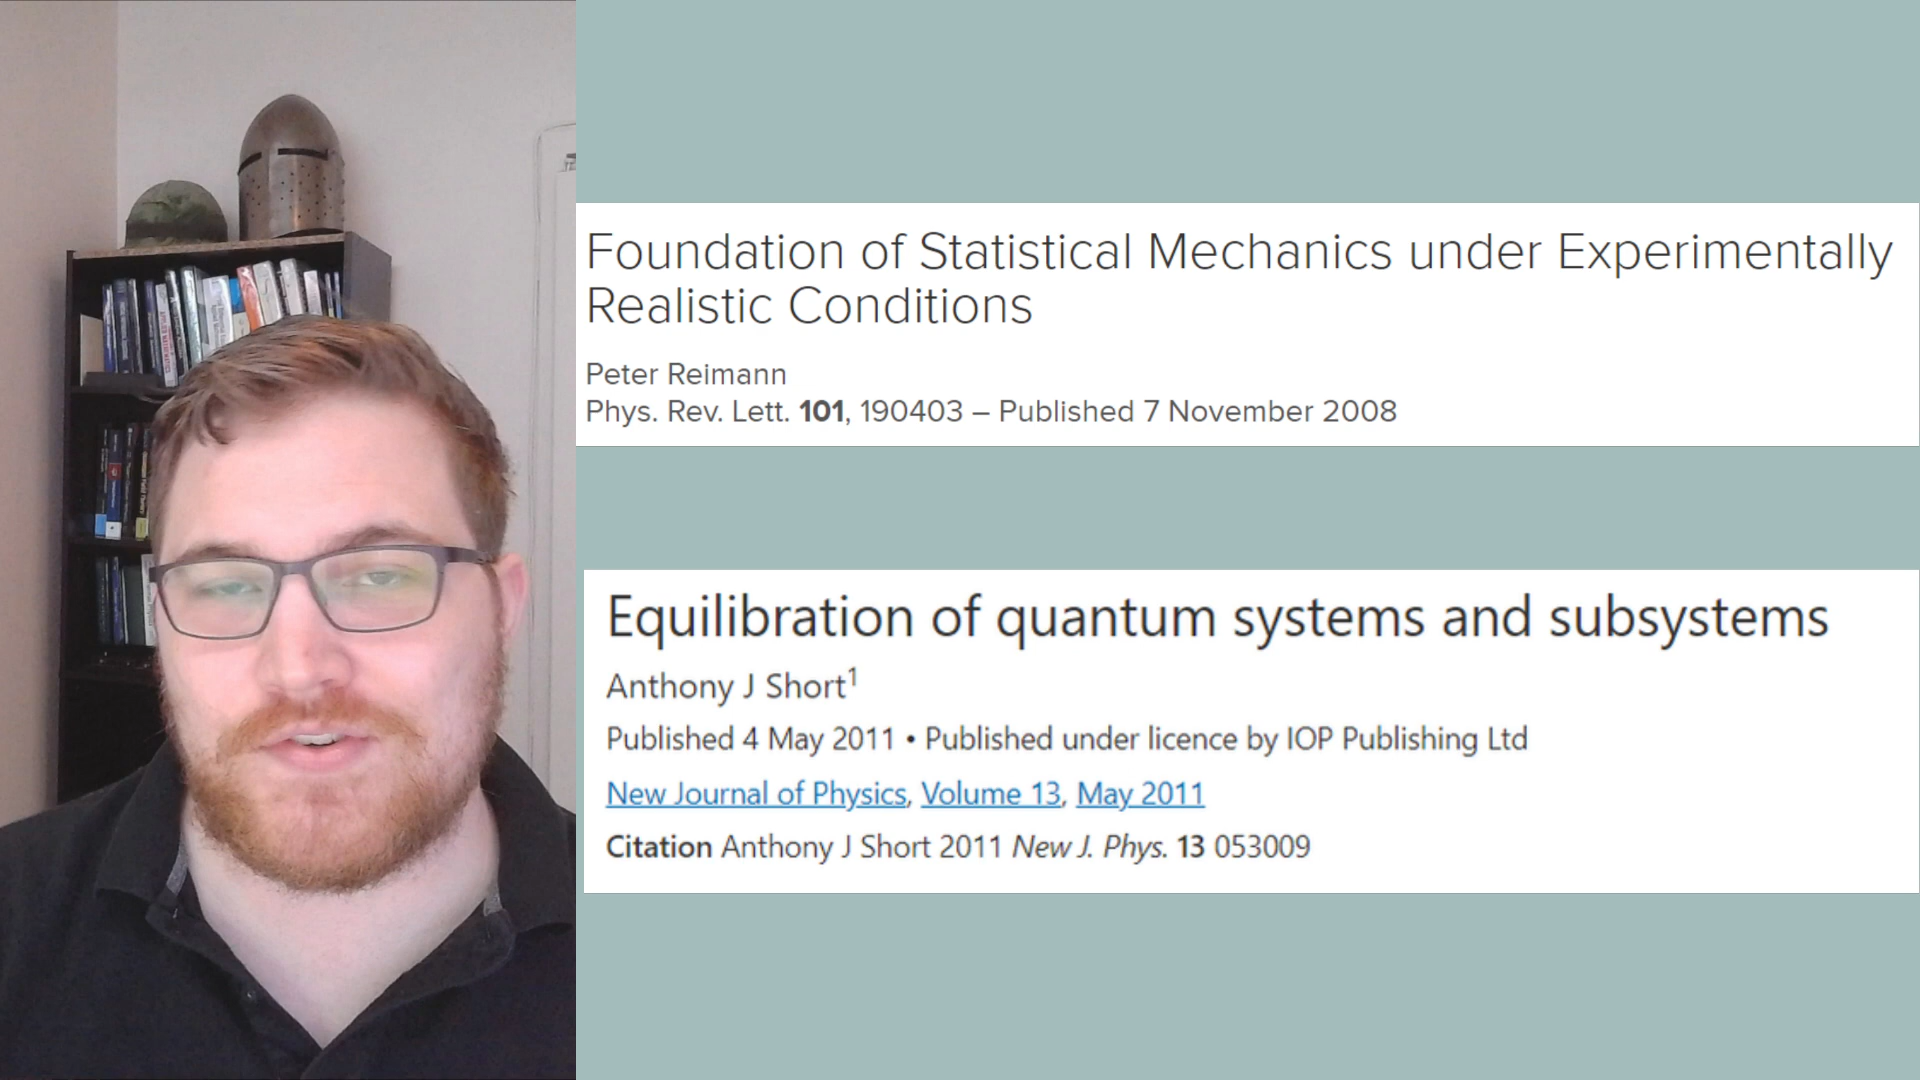 Foundation of Statistical Mechanics under Experimentally
Realistic Conditions
Peter Reimann
Phys. Rev. Lett. 101, 190403 – Published 7 November 2008
Equilibration of quantum systems and subsystems
Anthony J Short¹
Published 4 May 2011 • Published under licence by IOP Publishing Ltd
New Journal of Physics, Volume 13, May 2011
Citation Anthony J Short 2011 New J. Phys. 13 053009